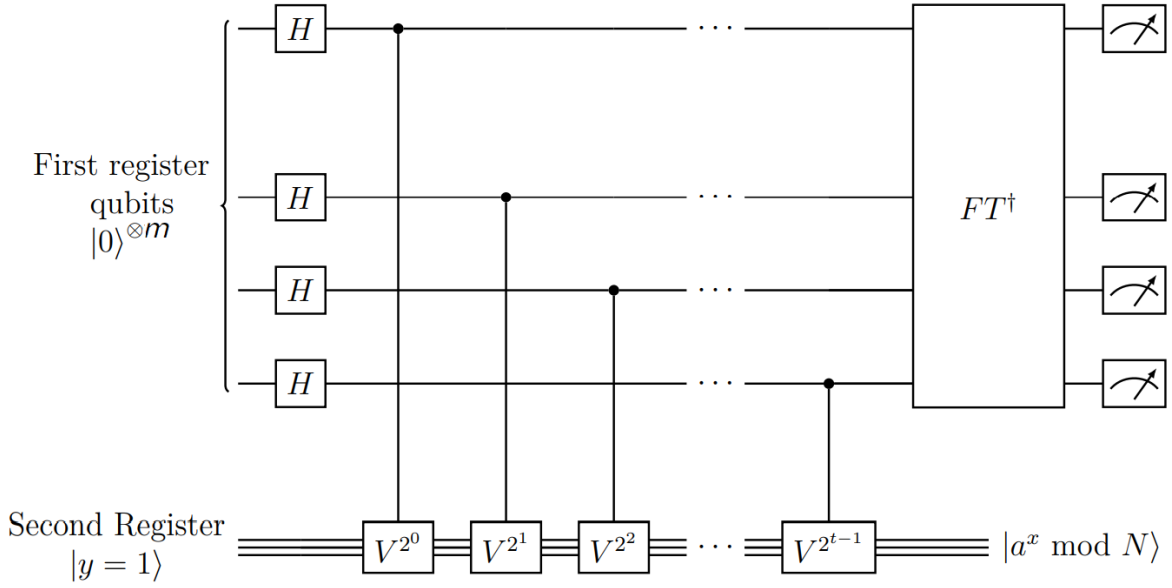 H
· · ·
First register
qubits
|0⟩^{⊗m}
H
· · ·
FT^†
H
· · ·
H
· · ·
Second Register
|y = 1⟩
V^{2^0}
V^{2^1}
V^{2^2}
· · ·
V^{2^{t−1}}
|a^x mod N⟩